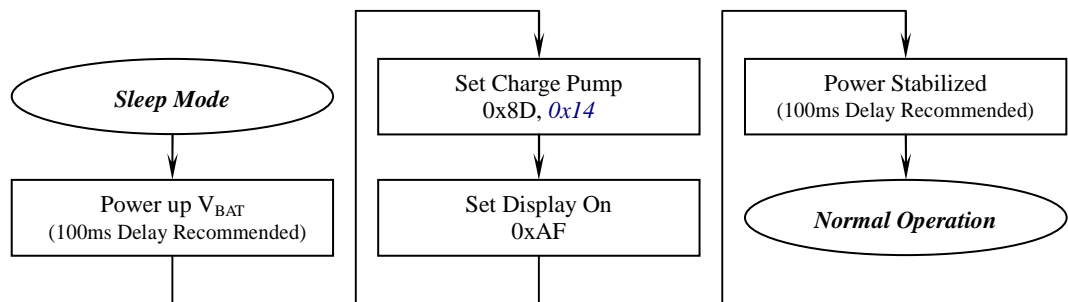 Sleep Mode
Power up VBAT
(100ms Delay Recommended)
Set Charge Pump
0x8D, 0x14
Set Display On
0xAF
Power Stabilized
(100ms Delay Recommended)
Normal Operation